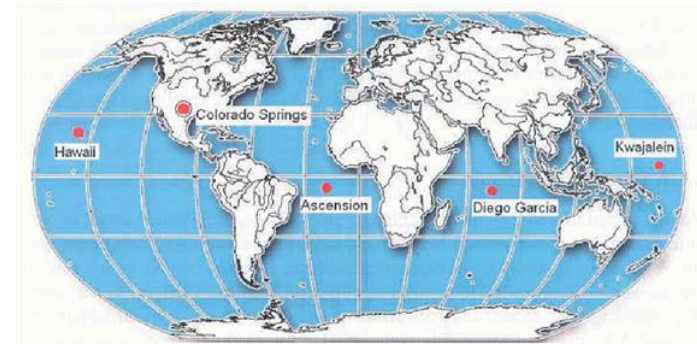 Colorado Springs
Hawaii
Kwajalein
Ascension
Diego Garcia